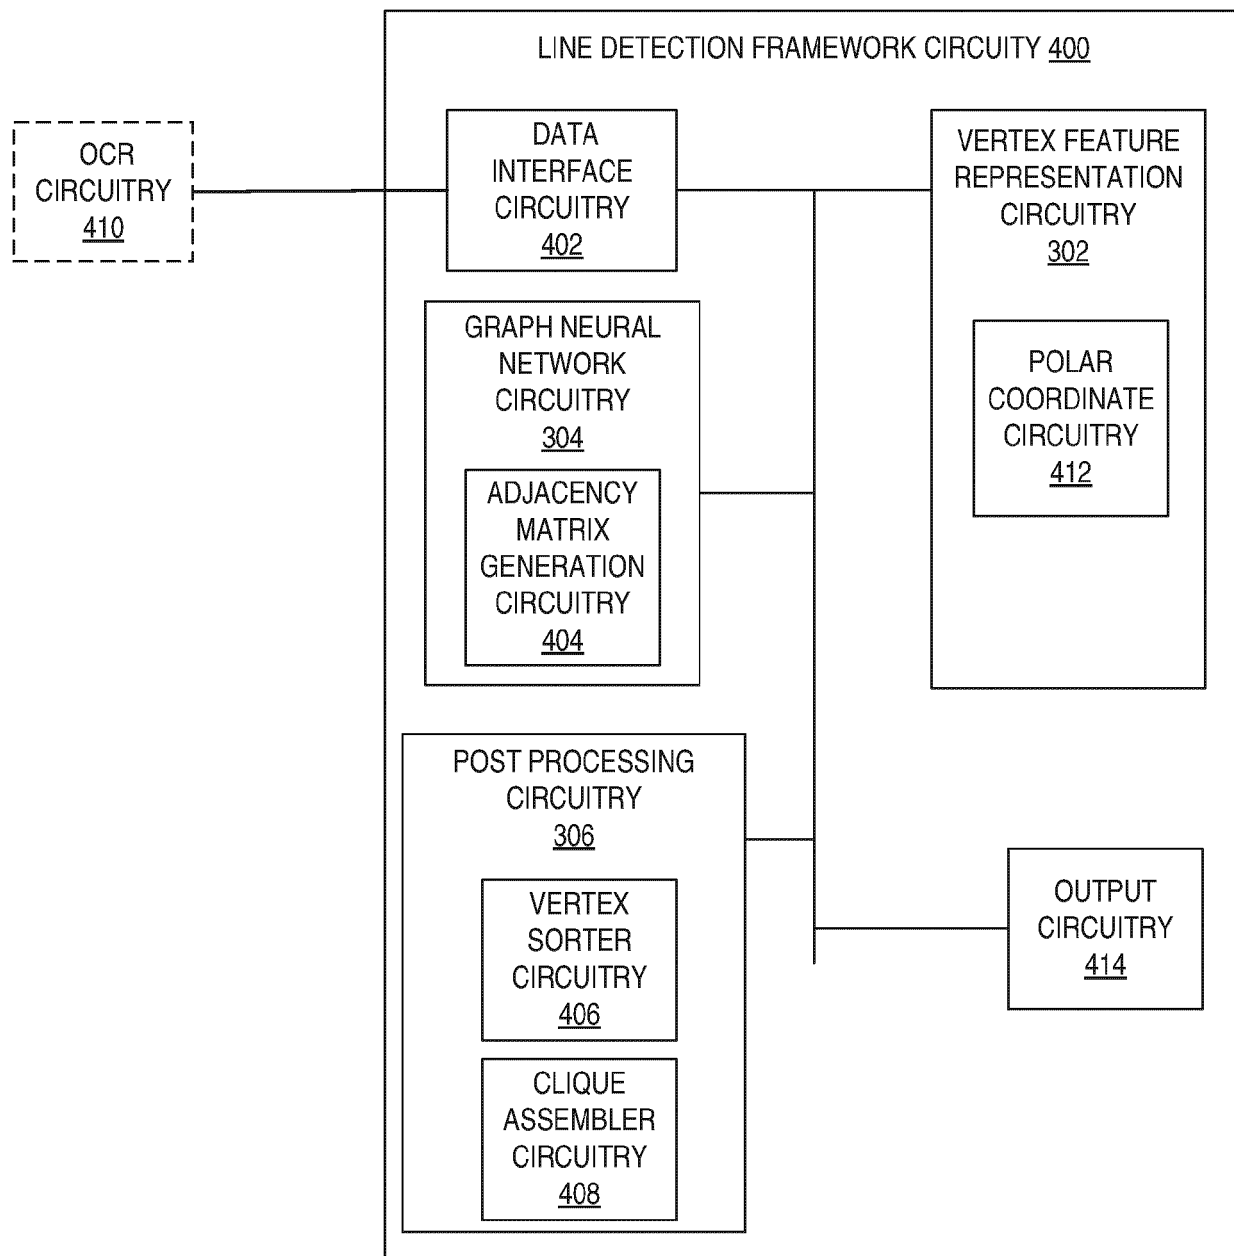 LINE DETECTION FRAMEWORK CIRCUITY 400
OCR
CIRCUITRY
410
DATA
INTERFACE
CIRCUITRY
402
VERTEX FEATURE
REPRESENTATION
CIRCUITRY
302
POLAR
COORDINATE
CIRCUITRY
412
GRAPH NEURAL
NETWORK
CIRCUITRY
304
ADJACENCY
MATRIX
GENERATION
CIRCUITRY
404
POST PROCESSING
CIRCUITRY
306
VERTEX
SORTER
CIRCUITRY
406
CLIQUE
ASSEMBLER
CIRCUITRY
408
OUTPUT
CIRCUITRY
414